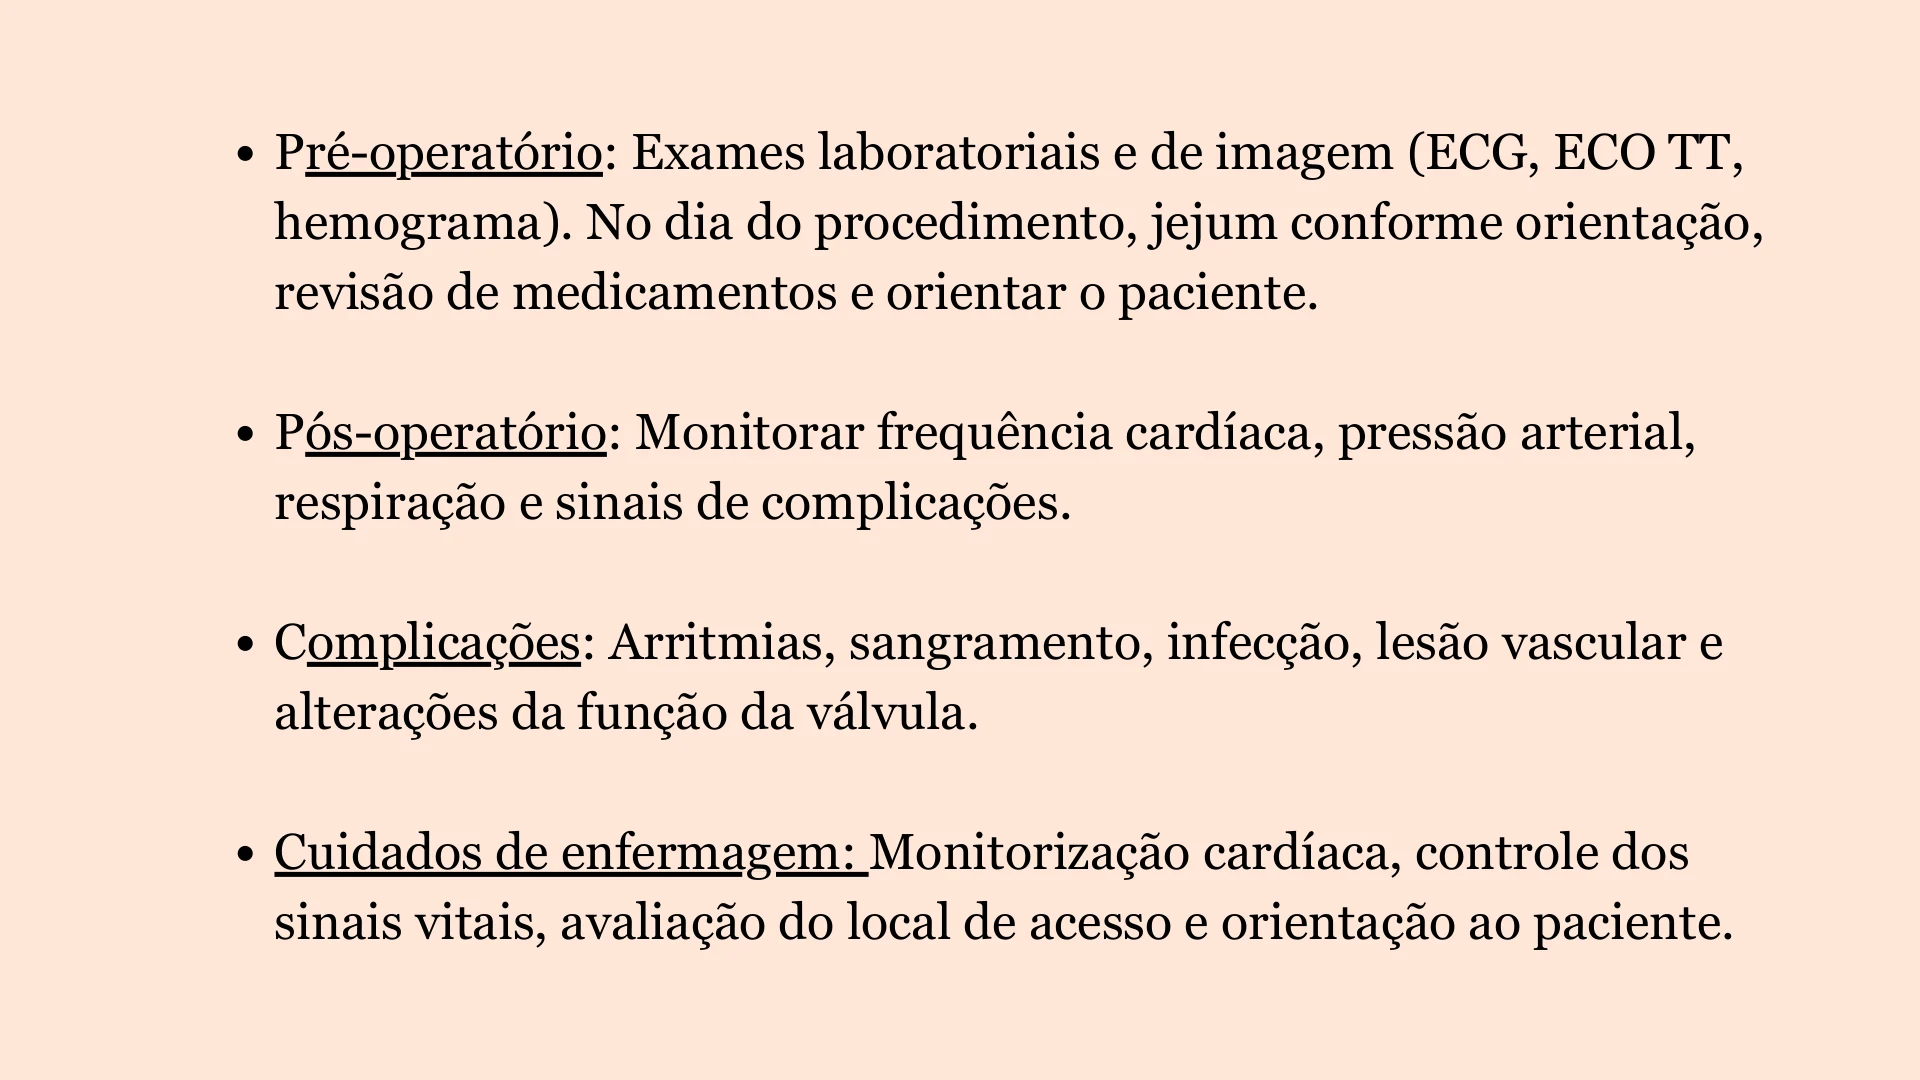 • Pré-operatório: Exames laboratoriais e de imagem (ECG, ECO TT,
hemograma). No dia do procedimento, jejum conforme orientação,
revisão de medicamentos e orientar o paciente.
• Pós-operatório: Monitorar frequência cardíaca, pressão arterial,
respiração e sinais de complicações.
• Complicações: Arritmias, sangramento, infecção, lesão vascular e
alterações da função da válvula.
• Cuidados de enfermagem: Monitorização cardíaca, controle dos
sinais vitais, avaliação do local de acesso e orientação ao paciente.